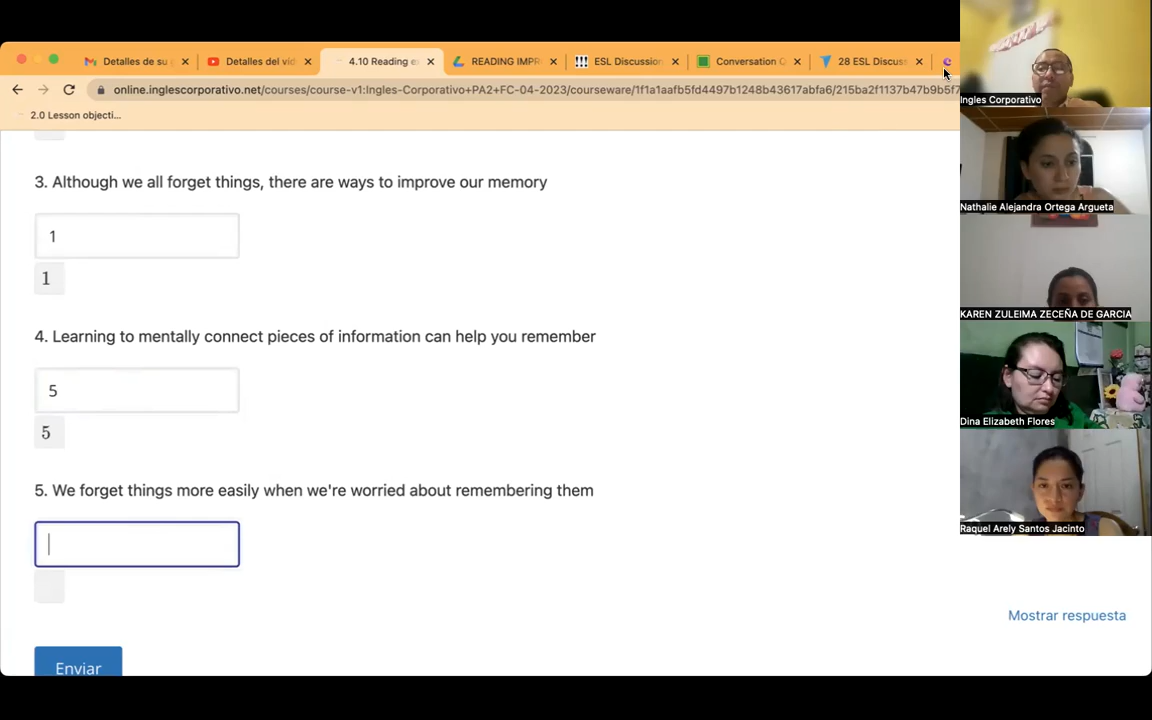 Detalles de su
Detalles del vid
4.10 Reading e
READING IMPR
ESL Discussion
Conversation Q
28 ESL Discuss
online.inglescorporativo.net/courses/course-v1:Ingles-Corporativo+PA2+FC-04-2023/courseware/1f1a1aafb5fd4497b1248b43617abfa6/215ba2f1137b47b9b5f7
2.0 Lesson objecti...
3. Although we all forget things, there are ways to improve our memory
1
1
4. Learning to mentally connect pieces of information can help you remember
5
5
5. We forget things more easily when we're worried about remembering them
Mostrar respuesta
Enviar
Ingles Corporativo
Nathalie Alejandra Ortega Argueta
KAREN ZULEIMA ZECEÑA DE GARCIA
Dina Elizabeth Flores
Raquel Arely Santos Jacinto